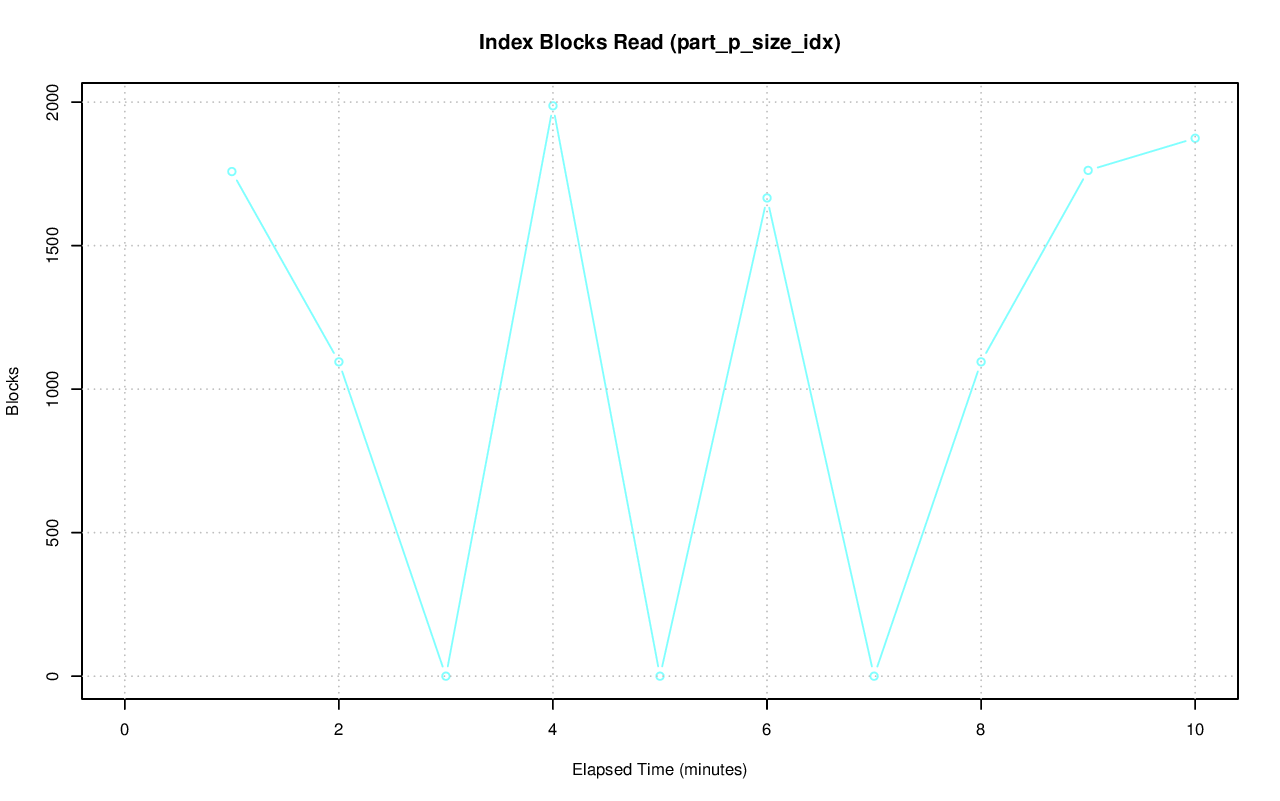 Index Blocks Read (part_p_size_idx)
2000
1500
1000
500
0
Blocks
0 2 4 6 8 10
Elapsed Time (minutes)